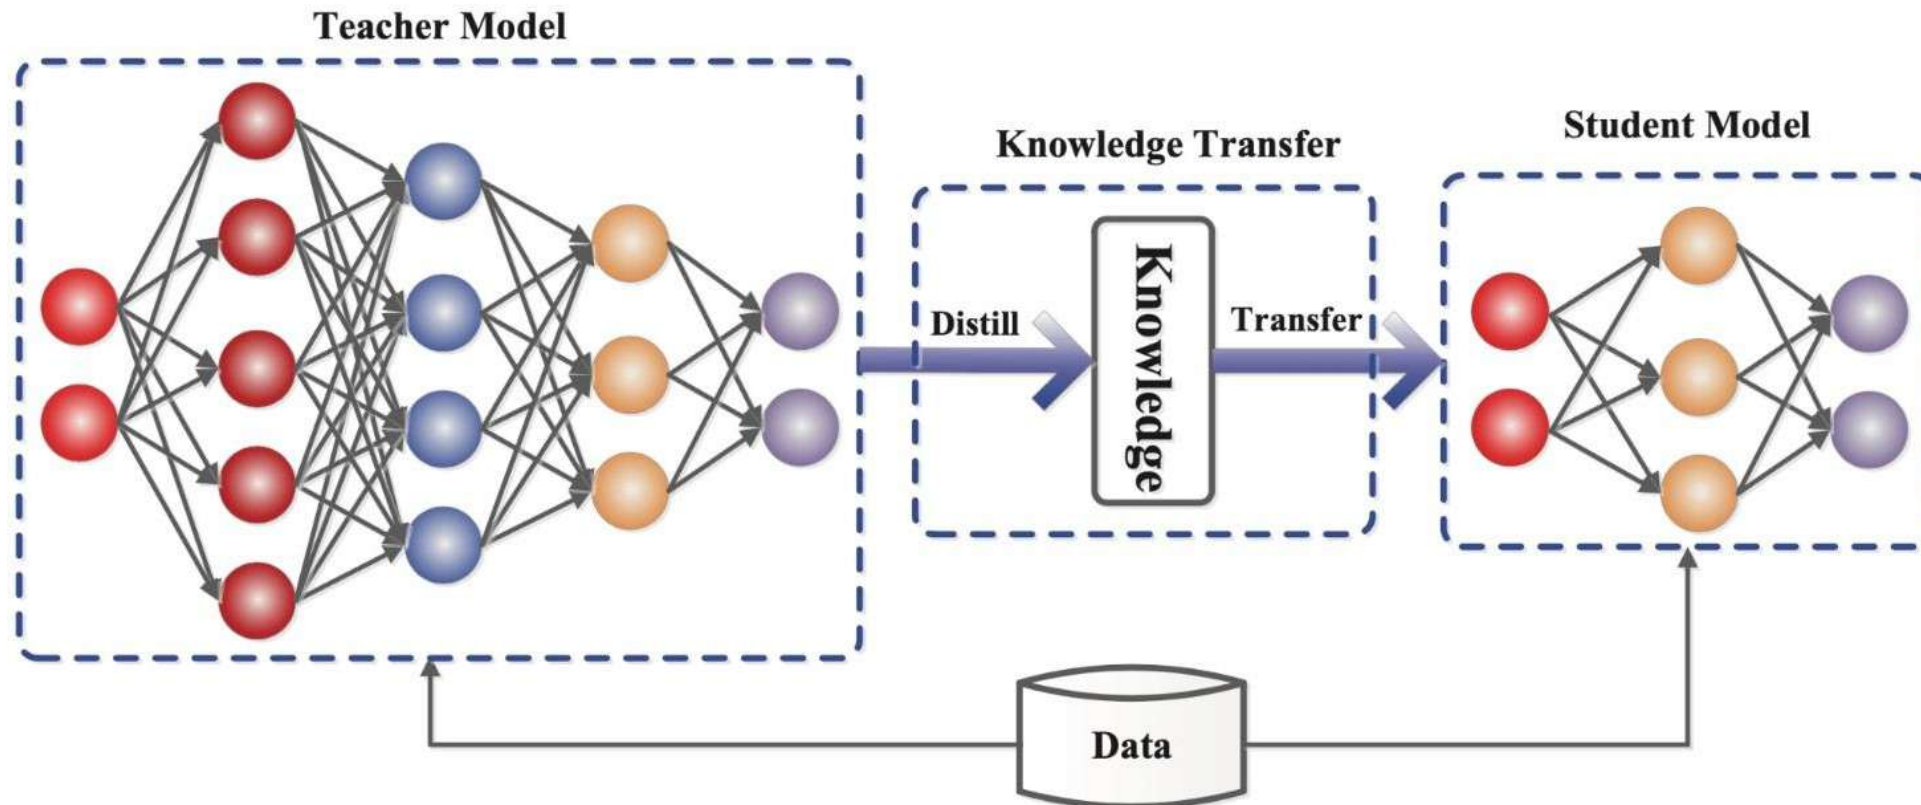 Teacher Model
Knowledge Transfer
Student Model
Distill
Knowledge
Transfer
Data